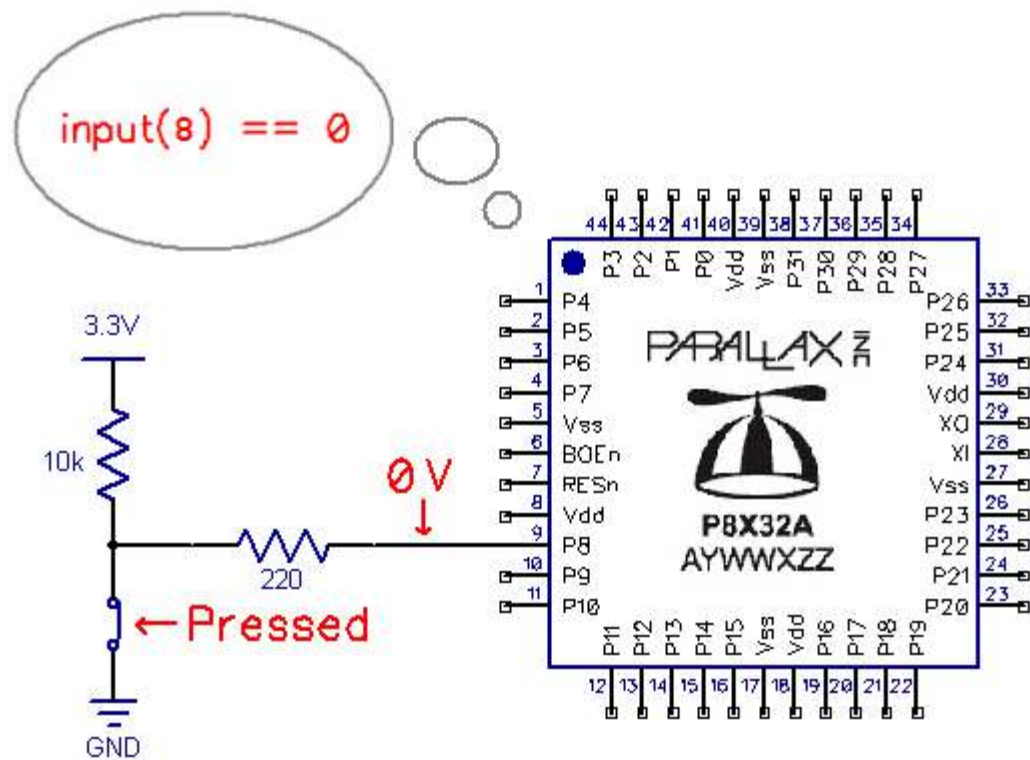 input(8) == 0
3.3V
10k
220
0 V
←Pressed
GND
44 43 42 41 40 39 38 37 36 35 34
P3 P2 P1 P0 Vdd Vss P31 P30 P29 P28 P27
1 P4
2 P5
3 P6
4 P7
5 Vss
6 BOEn
7 RESn
8 Vdd
9 P8
10 P9
11 P10
PARALLAX INC
P8X32A
AYWWXZZ
P26 33
P25 32
P24 31
Vdd 30
XO 29
XI 28
Vss 27
P23 26
P22 25
P21 24
P20 23
P11 P12 P13 P14 P15 Vss Vdd P16 P17 P18 P19
12 13 14 15 16 17 18 19 20 21 22